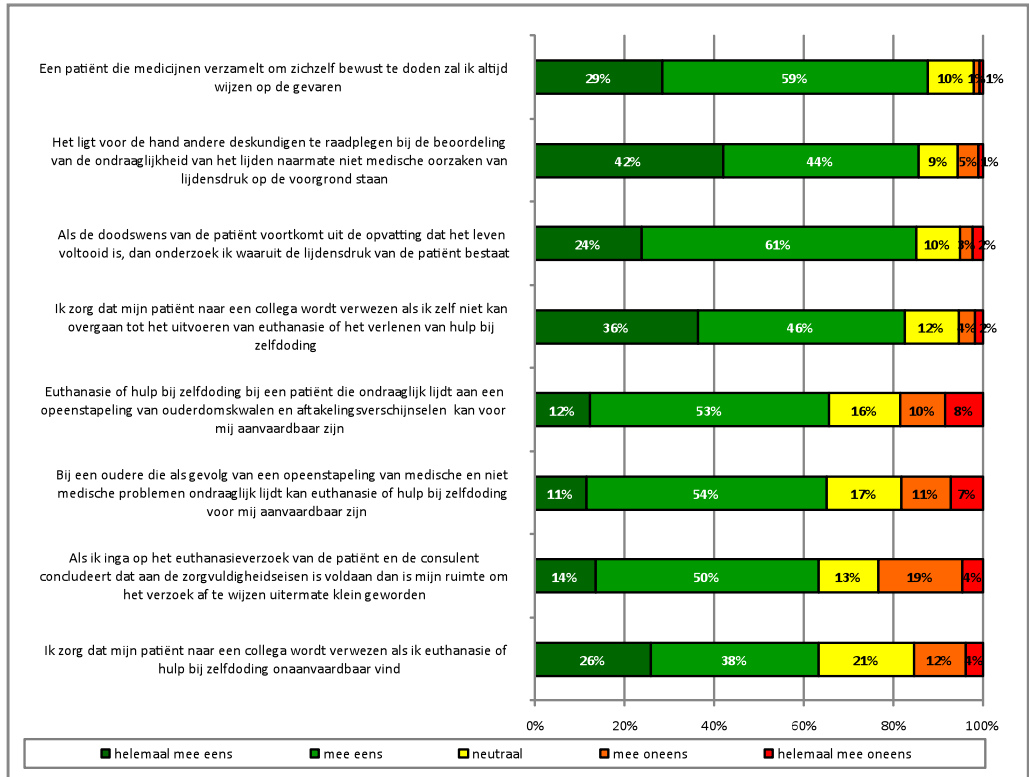 Een patiënt die medicijnen verzamelt om zichzelf bewust te doden zal ik altijd
wijzen op de gevaren
29% 59% 10% 1% 1%
Het ligt voor de hand andere deskundigen te raadplegen bij de beoordeling
van de ondraaglijkheid van het lijden naarmate niet medische oorzaken van
lijdensdruk op de voorgrond staan
42% 44% 9% 5% 1%
Als de doodswens van de patiënt voortkomt uit de opvatting dat het leven
voltooid is, dan onderzoek ik waaruit de lijdensdruk van de patiënt bestaat
24% 61% 10% 3% 2%
Ik zorg dat mijn patiënt naar een collega wordt verwezen als ik zelf niet kan
overgaan tot het uitvoeren van euthanasie of het verlenen van hulp bij
zelfdoding
36% 46% 12% 4% 2%
Euthanasie of hulp bij zelfdoding bij een patiënt die ondraaglijk lijdt aan een
opeenstapeling van ouderdomskwalen en aftakelingsverschijnselen kan voor
mij aanvaardbaar zijn
12% 53% 16% 10% 8%
Bij een oudere die als gevolg van een opeenstapeling van medische en niet
medische problemen ondraaglijk lijdt kan euthanasie of hulp bij zelfdoding
voor mij aanvaardbaar zijn
11% 54% 17% 11% 7%
Als ik inga op het euthanasieverzoek van de patiënt en de consulent
concludeert dat aan de zorgvuldigheidseisen is voldaan dan is mijn ruimte om
het verzoek af te wijzen uitermate klein geworden
14% 50% 13% 19% 4%
Ik zorg dat mijn patiënt naar een collega wordt verwezen als ik euthanasie of
hulp bij zelfdoding onaanvaardbaar vind
26% 38% 21% 12% 4%
0% 20% 40% 60% 80% 100%
helemaal mee eens mee eens neutraal mee oneens helemaal mee oneens